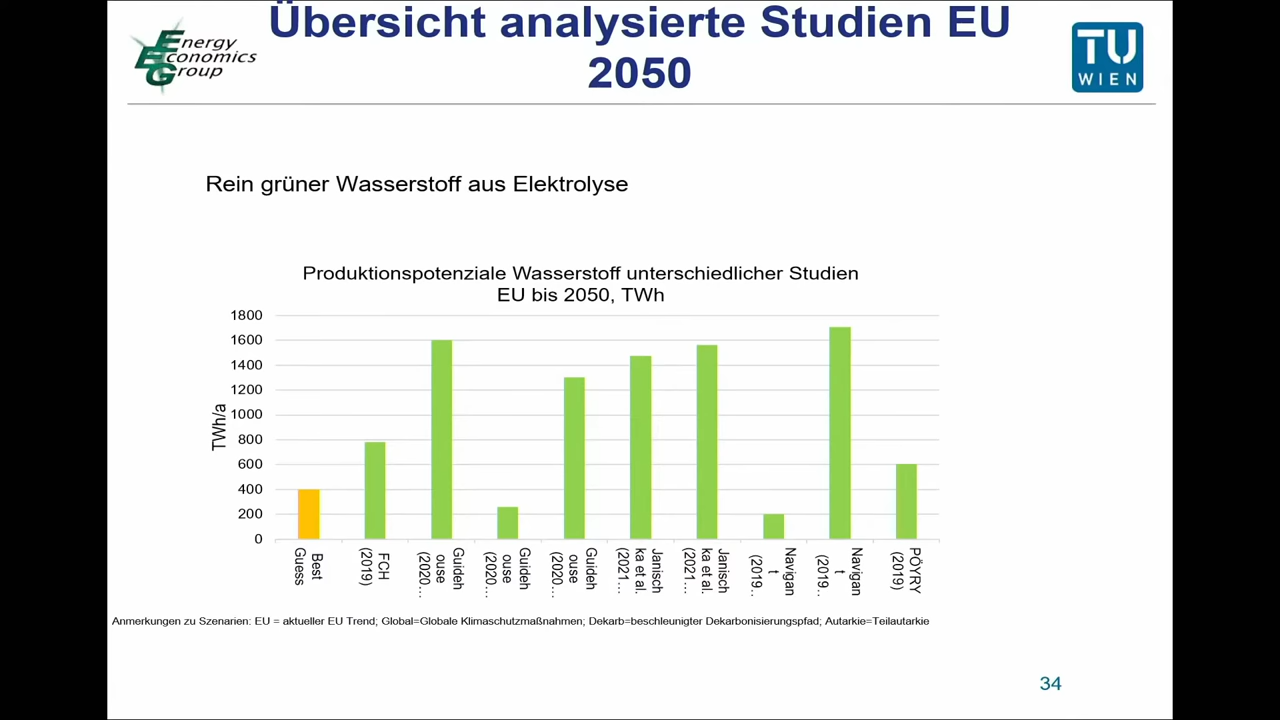 Energy
Economics
Group
Übersicht analysierte Studien EU
2050
TU
WIEN
Rein grüner Wasserstoff aus Elektrolyse
Produktionspotenziale Wasserstoff unterschiedlicher Studien
EU bis 2050, TWh
TWh/a
1800
1600
1400
1200
1000
800
600
400
200
0
Best
Guess
FCH
(2019)
Guideh
ouse
(2020…
Guideh
ouse
(2020…
Guideh
ouse
(2020…
Janisch
ka et al.
(2021…
Janisch
ka et al.
(2021…
Navigan
t
(2019..
Navigan
t
(2019..
PÖYRY
(2019)
Anmerkungen zu Szenarien: EU = aktueller EU Trend; Global=Globale Klimaschutzmaßnahmen; Dekarb=beschleunigter Dekarbonisierungspfad; Autarkie=Teilautarkie
34